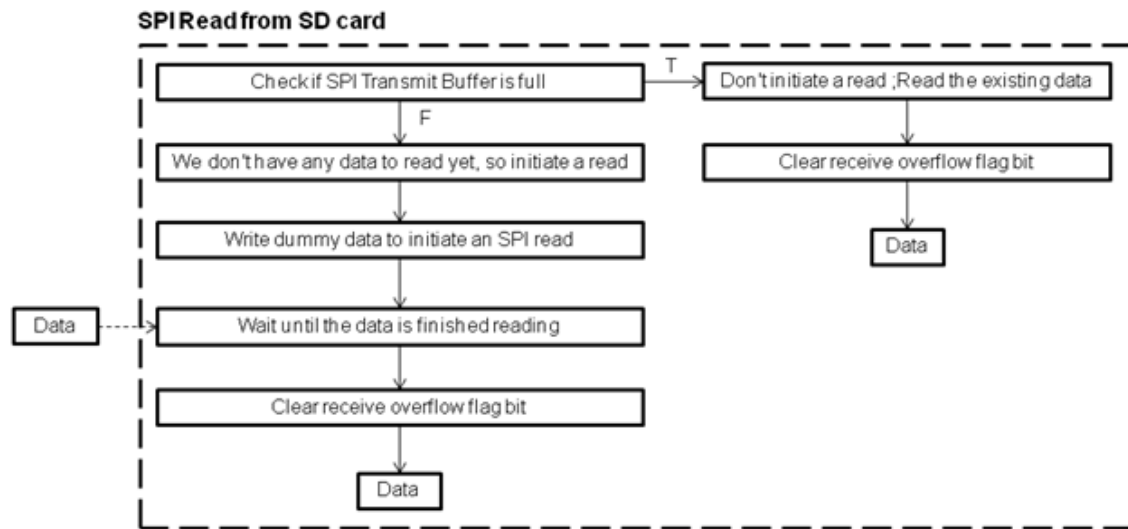 SPI Read from SD card
Check if SPI Transmit Buffer is full
T
Don't initiate a read ;Read the existing data
F
We don't have any data to read yet, so initiate a read
Clear receive overflow flag bit
Write dummy data to initiate an SPI read
Data
Data
Wait until the data is finished reading
Clear receive overflow flag bit
Data